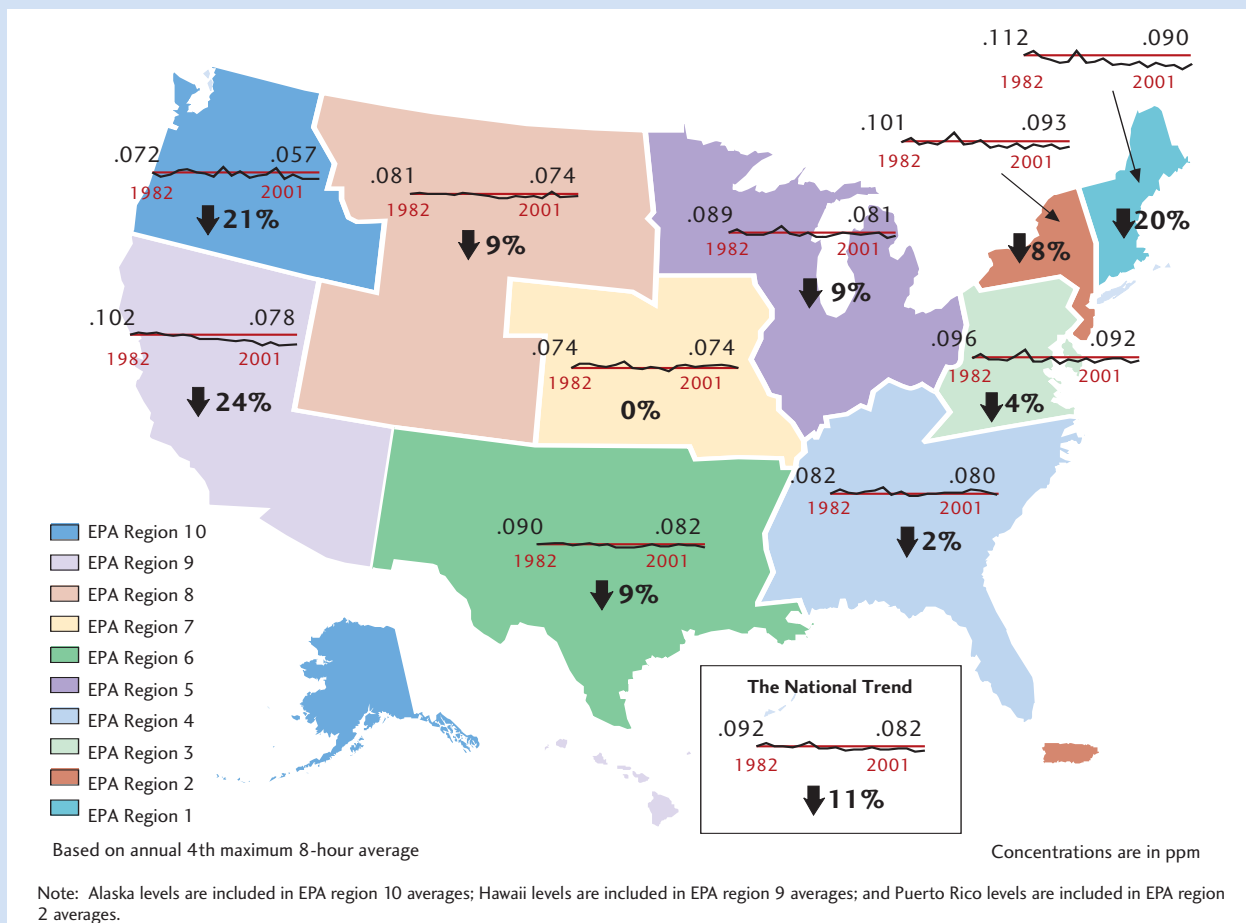 .112 .090
1982 2001
.101 .093
1982 2001
20%
8%
.072 .057
1982 2001
21%
.081 .074
1982 2001
9%
.089 .081
1982 2001
9%
.102 .078
1982 2001
24%
.074 .074
1982 2001
0%
.096 .092
1982 2001
4%
.082 .080
1982 2001
2%
.090 .082
1982 2001
9%
EPA Region 10
EPA Region 9
EPA Region 8
EPA Region 7
EPA Region 6
EPA Region 5
EPA Region 4
EPA Region 3
EPA Region 2
EPA Region 1
The National Trend
.092 .082
1982 2001
11%
Based on annual 4th maximum 8-hour average
Concentrations are in ppm
Note: Alaska levels are included in EPA region 10 averages; Hawaii levels are included in EPA region 9 averages; and Puerto Rico levels are included in EPA region
2 averages.